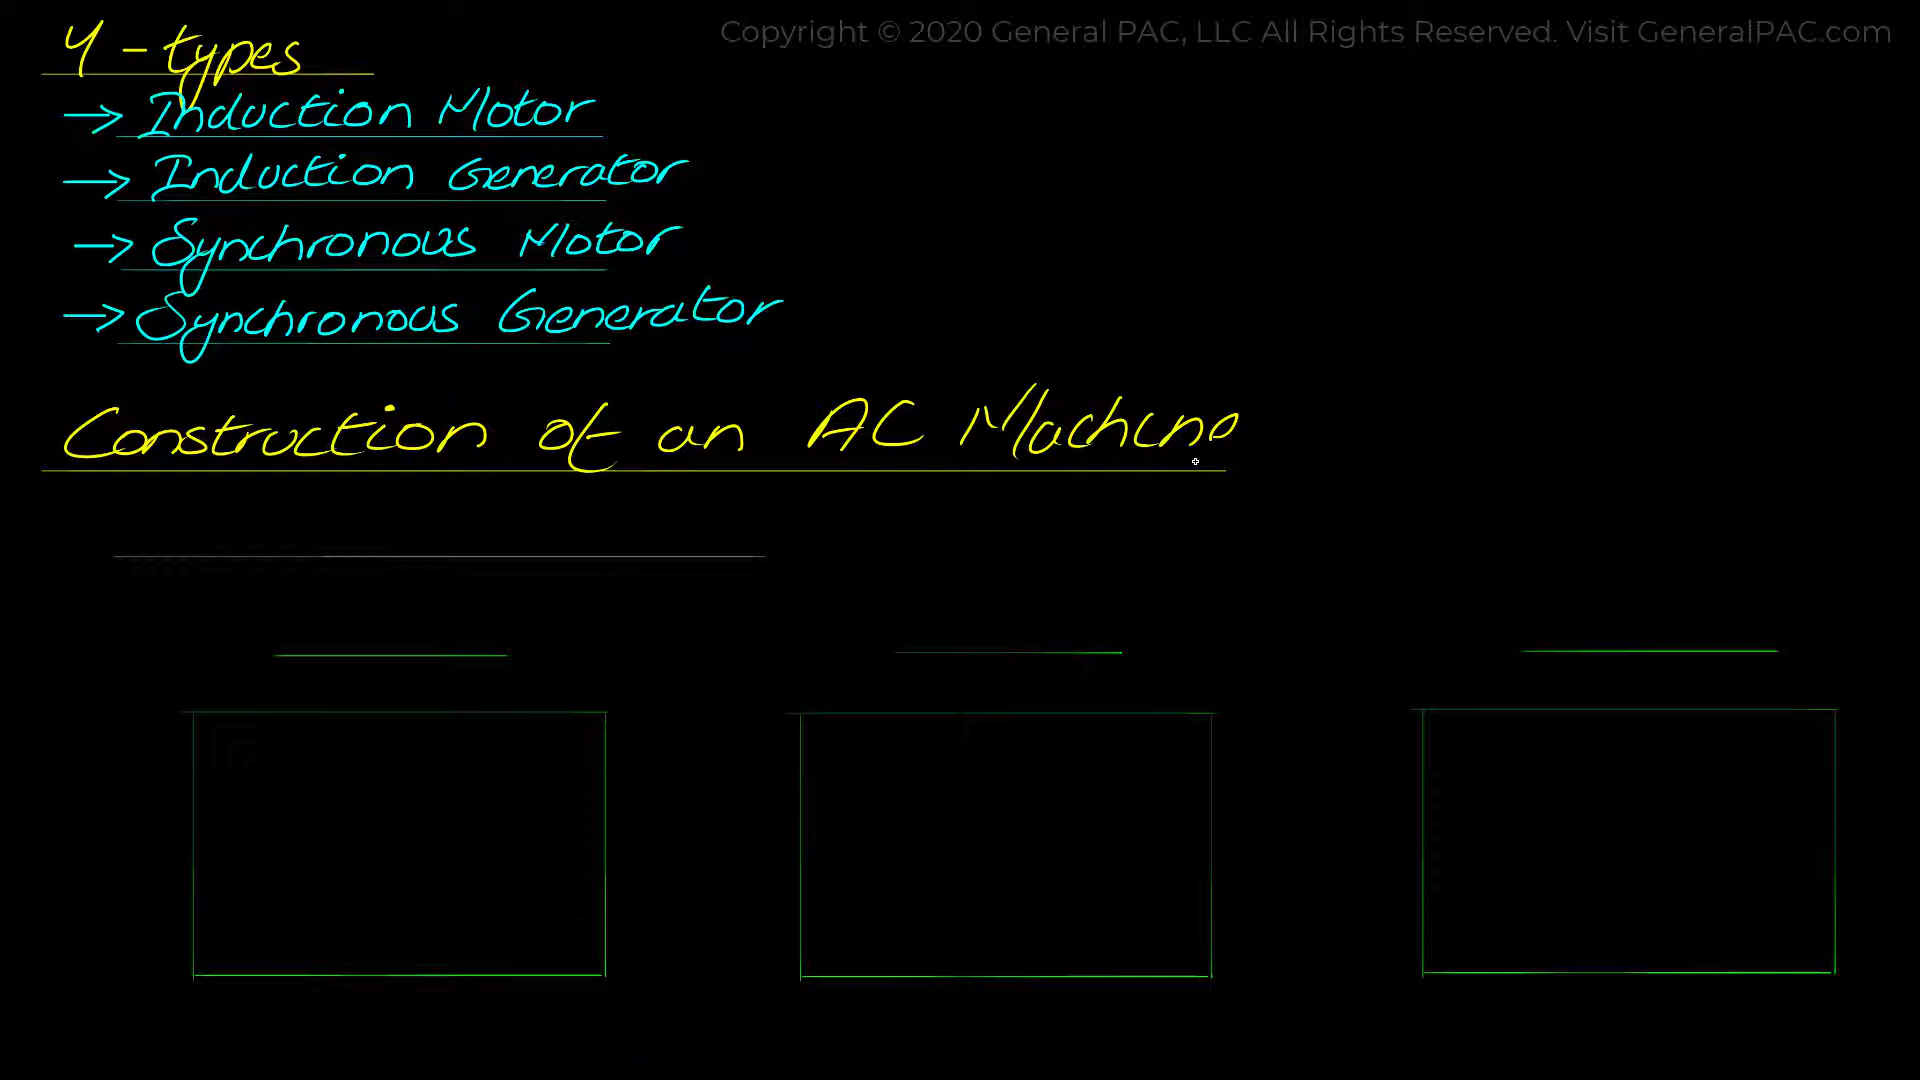 Copyright © 2020 General PAC, LLC All Rights Reserved. Visit GeneralPAC.com
4 - types
→ Induction Motor
→ Induction Generator
→ Synchronous Motor
→ Synchronous Generator
Construction of an AC Machine